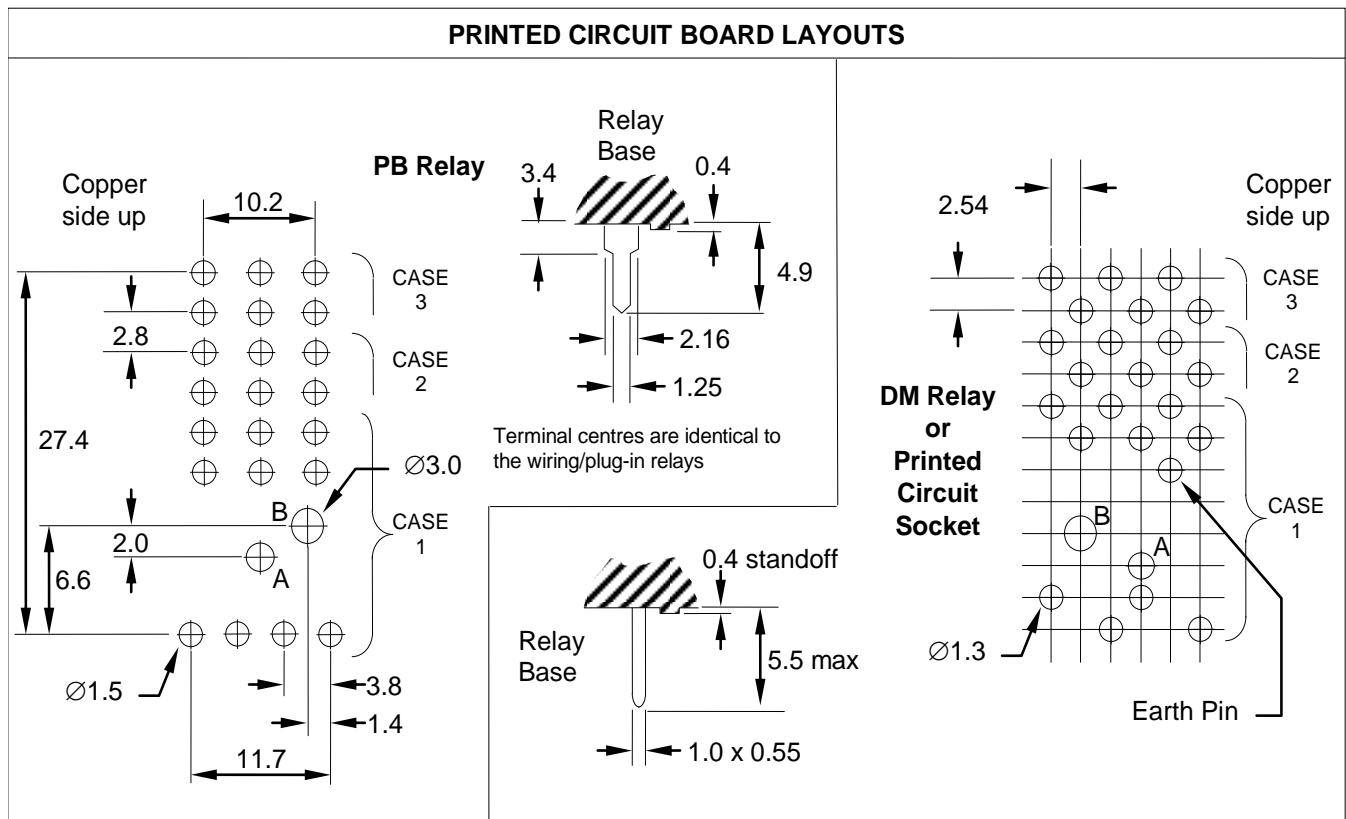 PRINTED CIRCUIT BOARD LAYOUTS
Copper
side up
10.2
PB Relay
CASE
3
2.8
CASE
2
27.4
Ø3.0
B
CASE
1
2.0
A
6.6
Ø1.5
3.8
1.4
11.7
Relay
Base
3.4
0.4
4.9
2.16
1.25
Terminal centres are identical to
the wiring/plug-in relays
0.4 standoff
Relay
Base
5.5 max
1.0 x 0.55
Copper
side up
2.54
CASE
3
CASE
2
DM Relay
or
Printed
Circuit
Socket
CASE
1
B
A
Ø1.3
Earth Pin